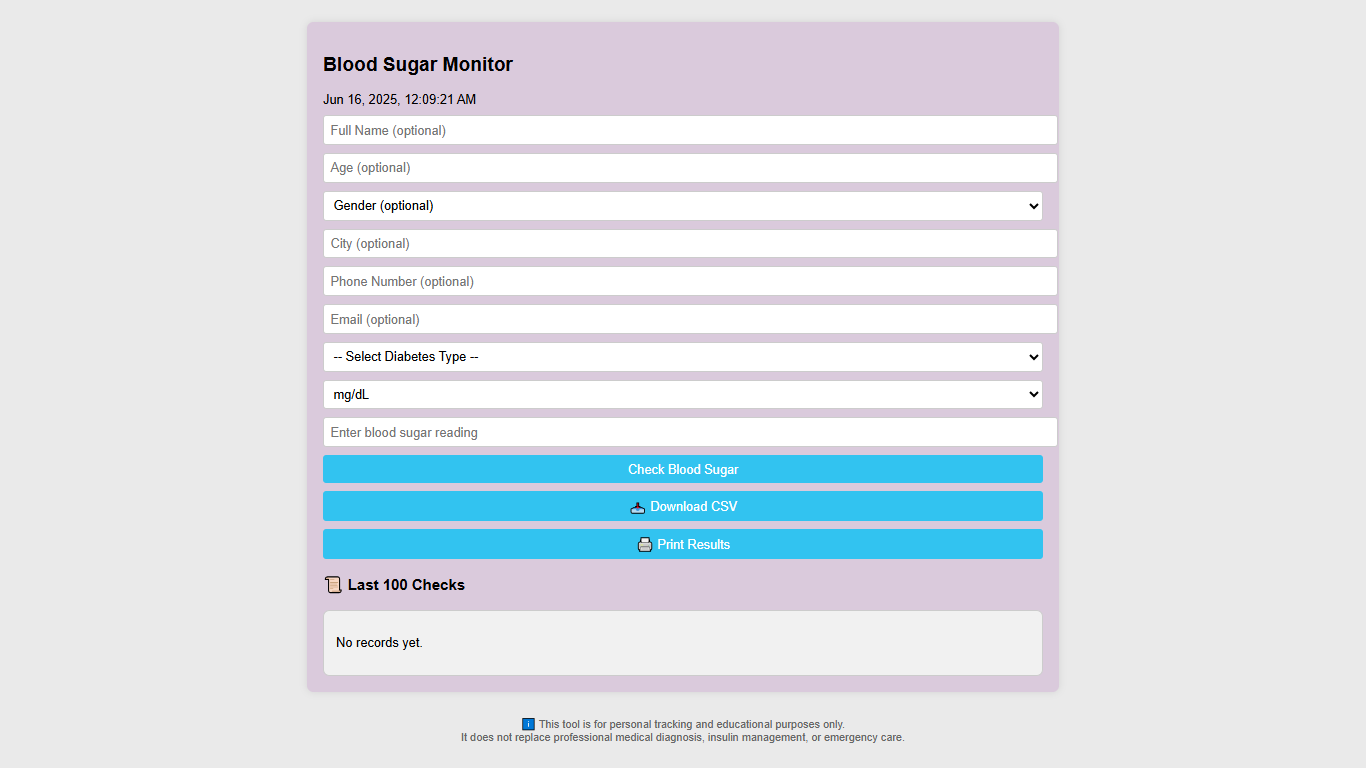 Blood Sugar Monitor
Jun 16, 2025, 12:09:21 AM
Full Name (optional)
Age (optional)
Gender (optional)
City (optional)
Phone Number (optional)
Email (optional)
-- Select Diabetes Type --
mg/dL
Enter blood sugar reading
Check Blood Sugar
📥 Download CSV
🖨️ Print Results
📜 Last 100 Checks
No records yet.
ℹ️ This tool is for personal tracking and educational purposes only.
It does not replace professional medical diagnosis, insulin management, or emergency care.